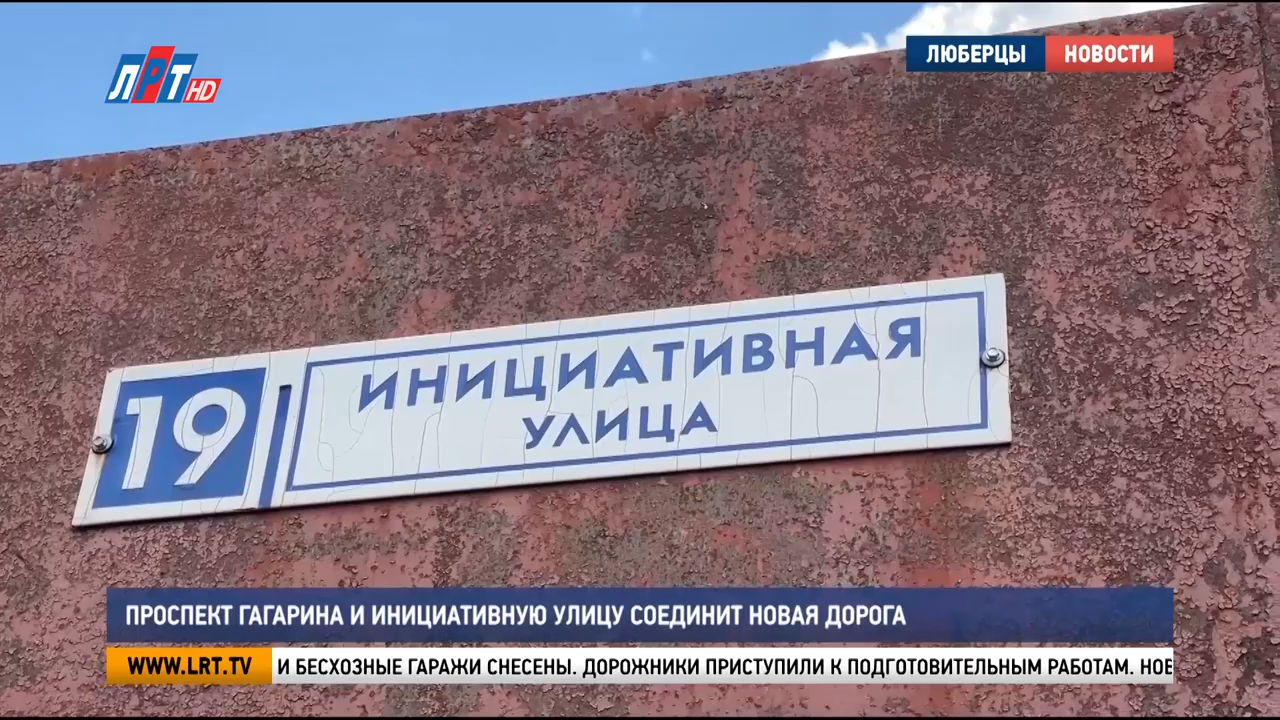 ЛРТ HD
ЛЮБЕРЦЫ НОВОСТИ
19
ИНИЦИАТИВНАЯ
УЛИЦА
ПРОСПЕКТ ГАГАРИНА И ИНИЦИАТИВНУЮ УЛИЦУ СОЕДИНИТ НОВАЯ ДОРОГА
WWW.LRT.TV И БЕСХОЗНЫЕ ГАРАЖИ СНЕСЕНЫ. ДОРОЖНИКИ ПРИСТУПИЛИ К ПОДГОТОВИТЕЛЬНЫМ РАБОТАМ. НОВ